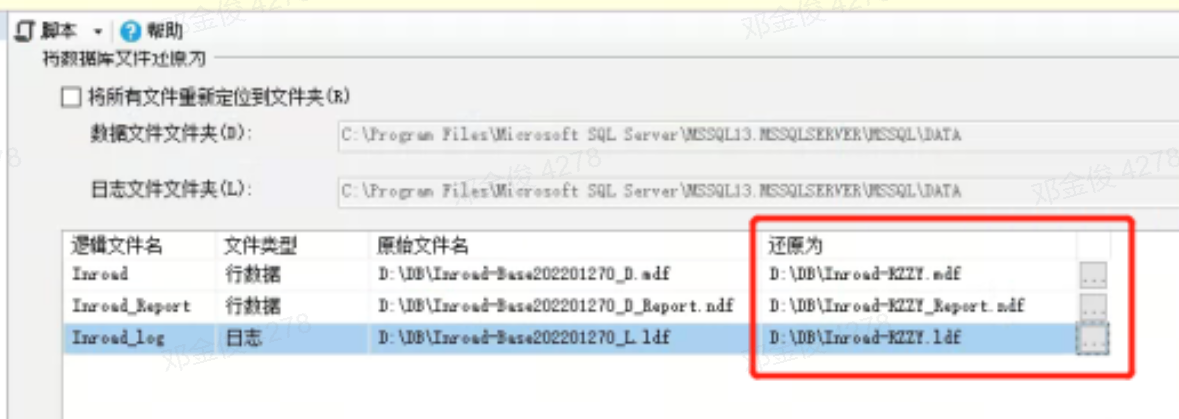 脚本 帮助
将数据库文件还原为
将所有文件重新定位到文件夹(R)
数据文件文件夹(D): C:\Program Files\Microsoft SQL Server\MSSQL13.MSSQLSERVER\MSSQL\DATA
日志文件文件夹(L): C:\Program Files\Microsoft SQL Server\MSSQL13.MSSQLSERVER\MSSQL\DATA
逻辑文件名 文件类型 原始文件名 还原为
Inroad 行数据 D:\DB\Inroad-Base202201270_D.mdf D:\DB\Inroad-RZZY.mdf ...
Inroad_Report 行数据 D:\DB\Inroad-Base202201270_D_Report.ndf D:\DB\Inroad-RZZY_Report.ndf ...
Inroad_log 日志 D:\DB\Inroad-Base202201270_L.ldf D:\DB\Inroad-RZZY.ldf ...
邓金俊 4278